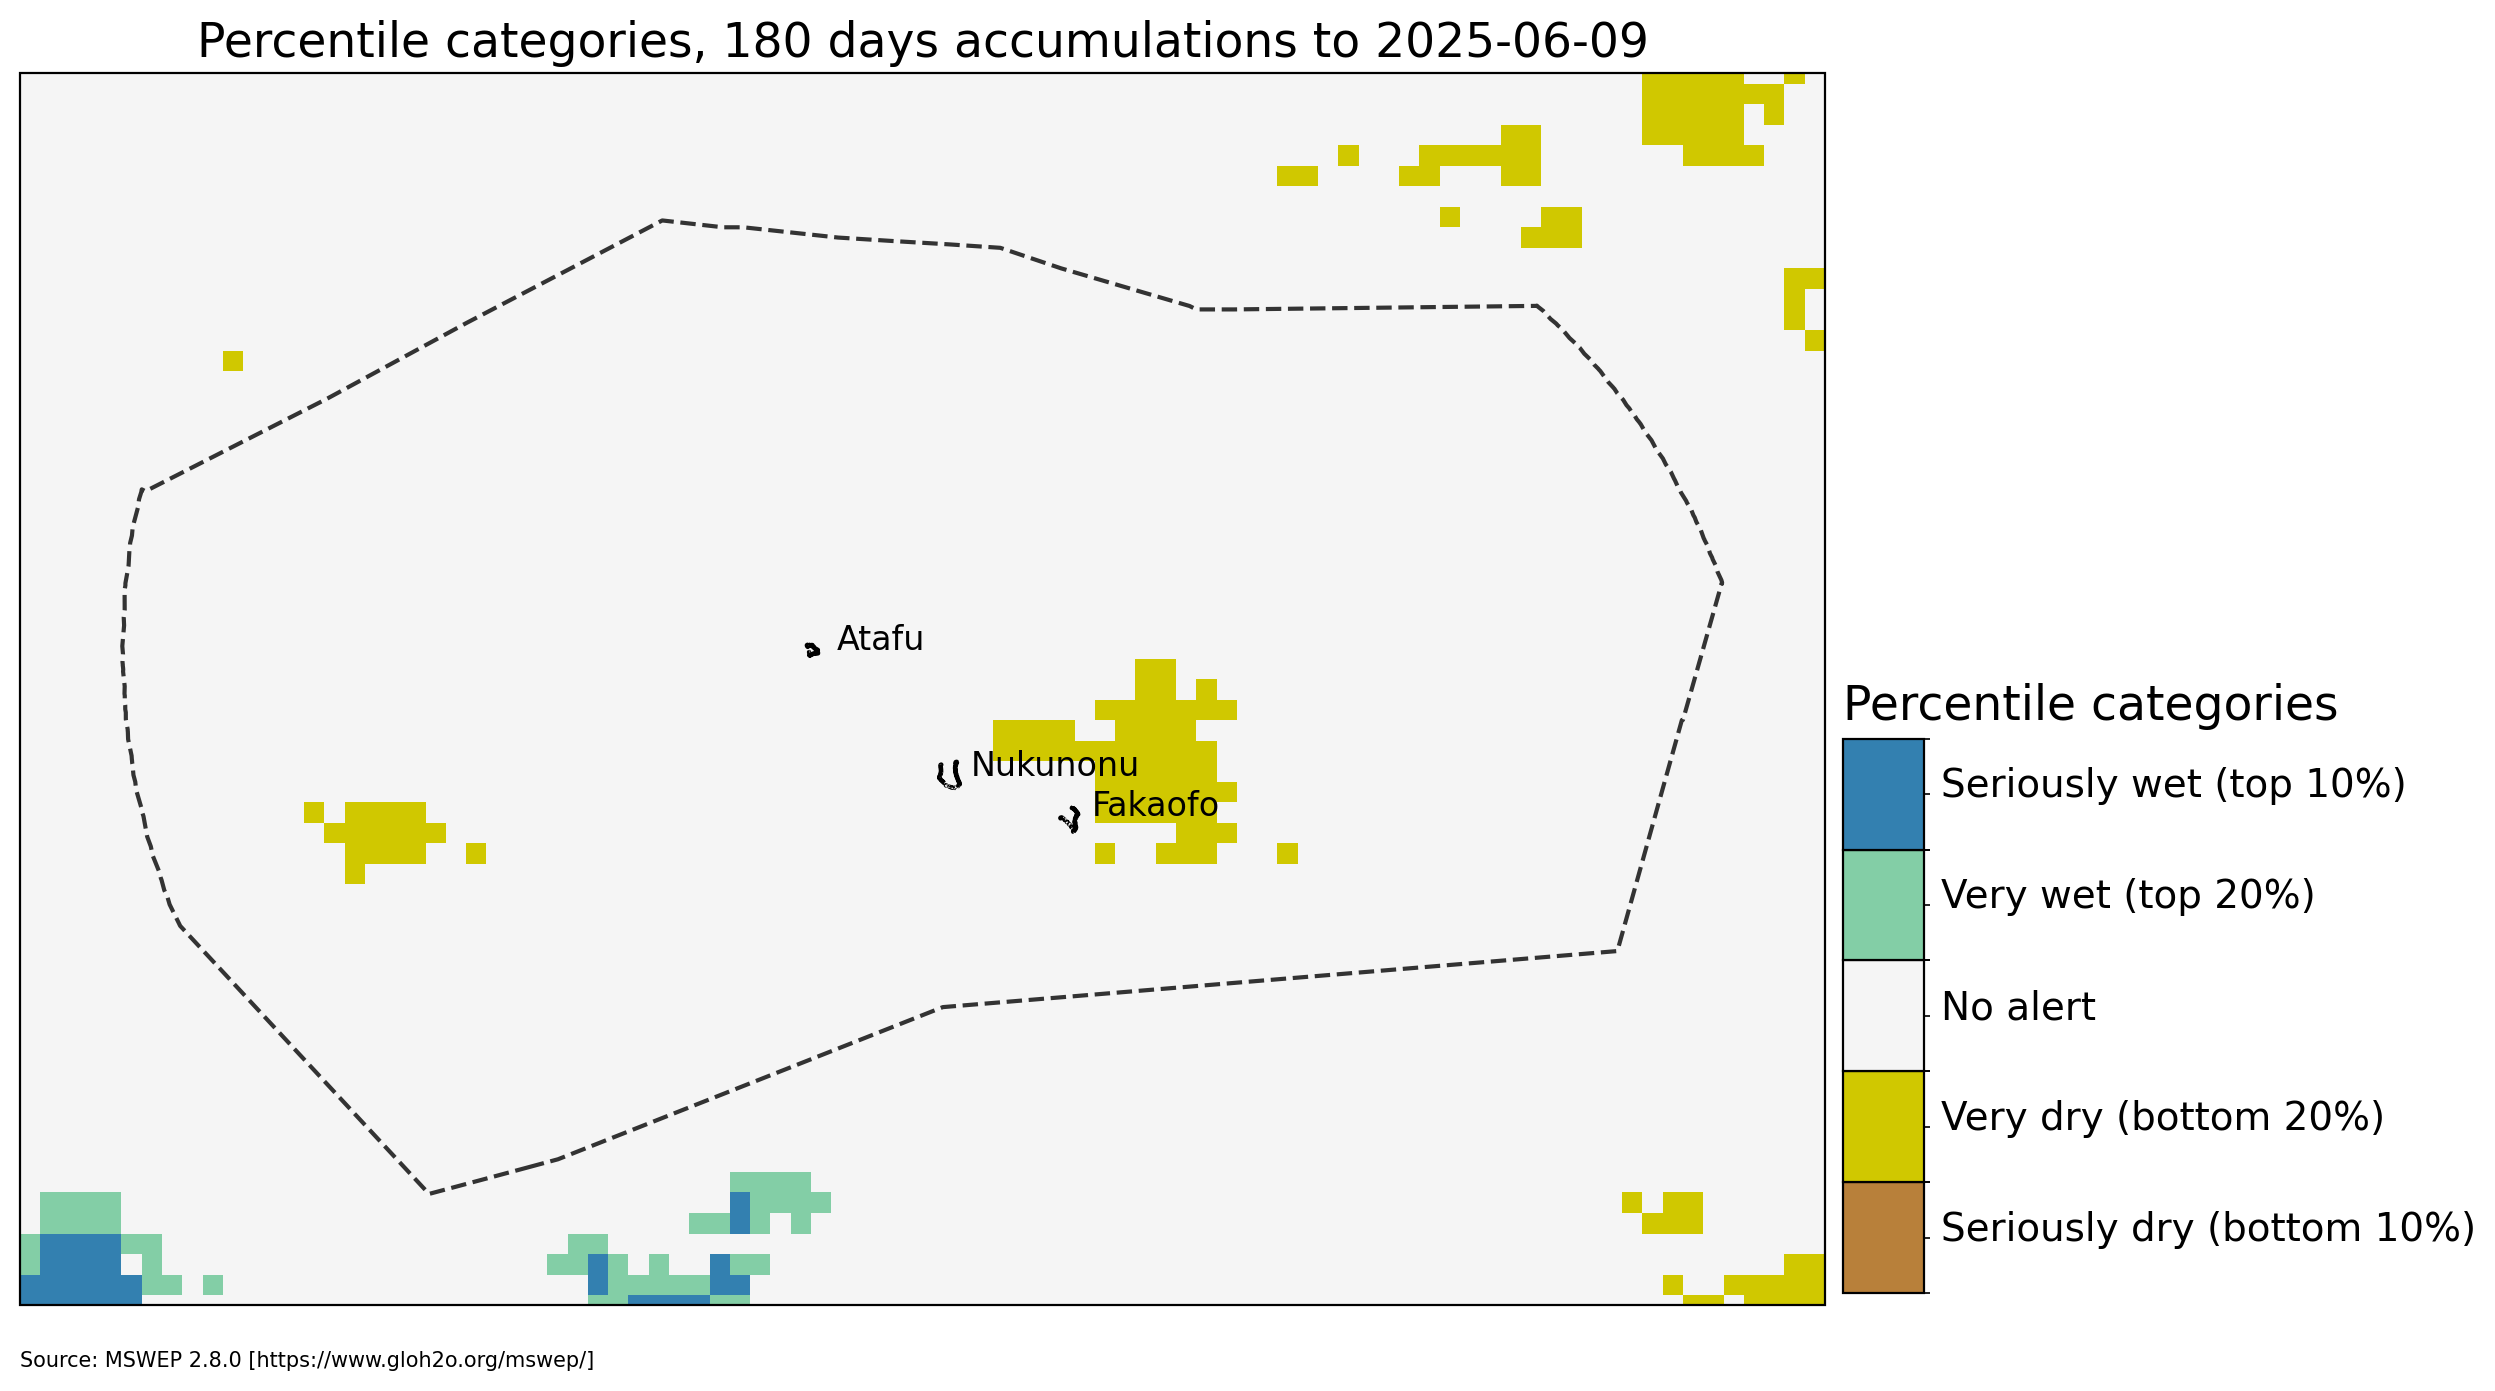 Percentile categories, 180 days accumulations to 2025-06-09
Atafu
Nukunonu
Fakaofo
Percentile categories
Seriously wet (top 10%)
Very wet (top 20%)
No alert
Very dry (bottom 20%)
Seriously dry (bottom 10%)
Source: MSWEP 2.8.0 [https://www.gloh2o.org/mswep/]